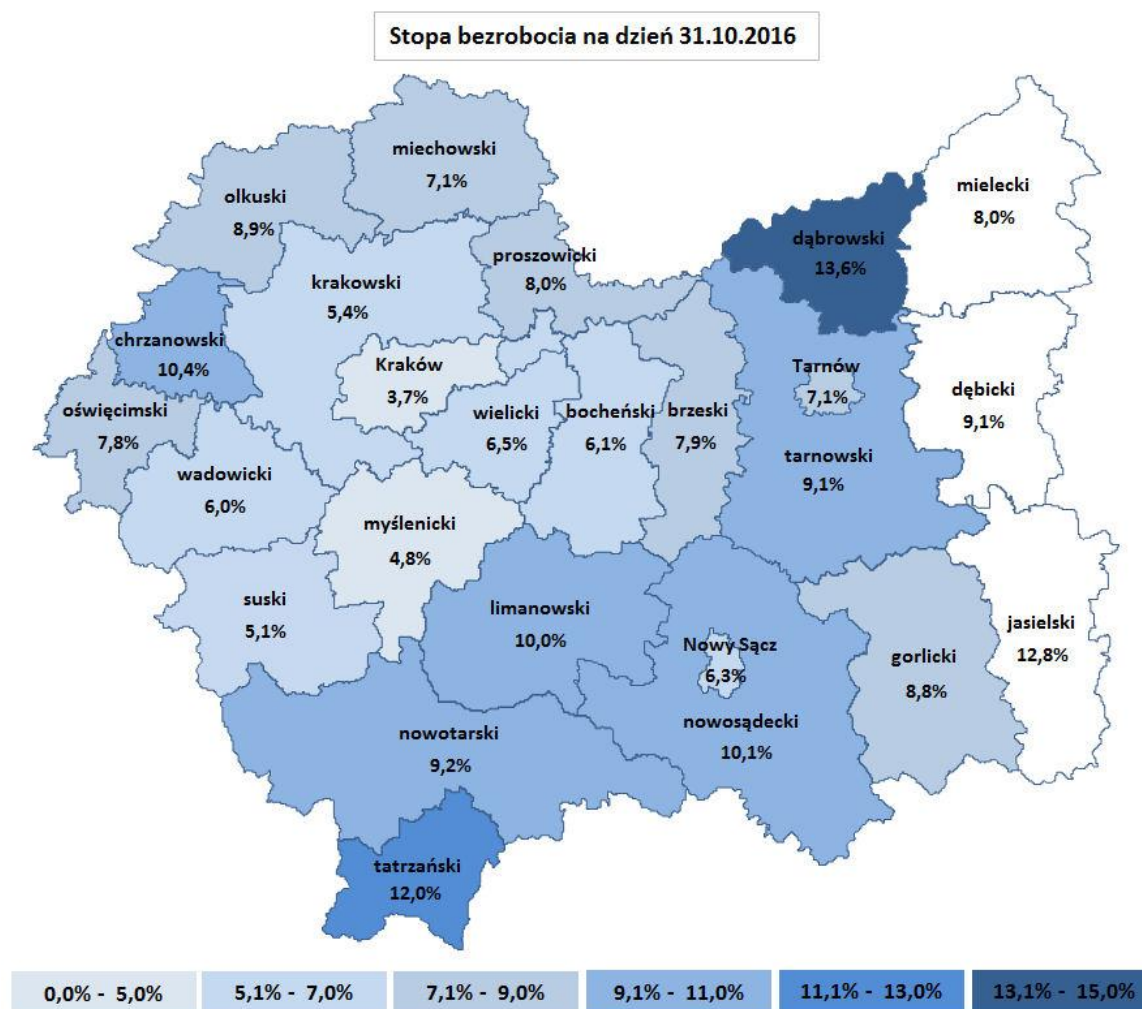 Stopa bezrobocia na dzień 31.10.2016
miechowski
7,1%
olkuski
8,9%
mielecki
8,0%
dąbrowski
13,6%
proszowicki
8,0%
krakowski
5,4%
chrzanowski
10,4%
Kraków
3,7%
Tarnów
7,1%
dębicki
9,1%
oświęcimski
7,8%
wielicki
6,5%
bocheński
6,1%
brzeski
7,9%
tarnowski
9,1%
wadowicki
6,0%
myślenicki
4,8%
suski
5,1%
limanowski
10,0%
jasielski
12,8%
Nowy Sącz
6,3%
gorlicki
8,8%
nowosądecki
10,1%
nowotarski
9,2%
tatrzański
12,0%
0,0% - 5,0%
5,1% - 7,0%
7,1% - 9,0%
9,1% - 11,0%
11,1% - 13,0%
13,1% - 15,0%